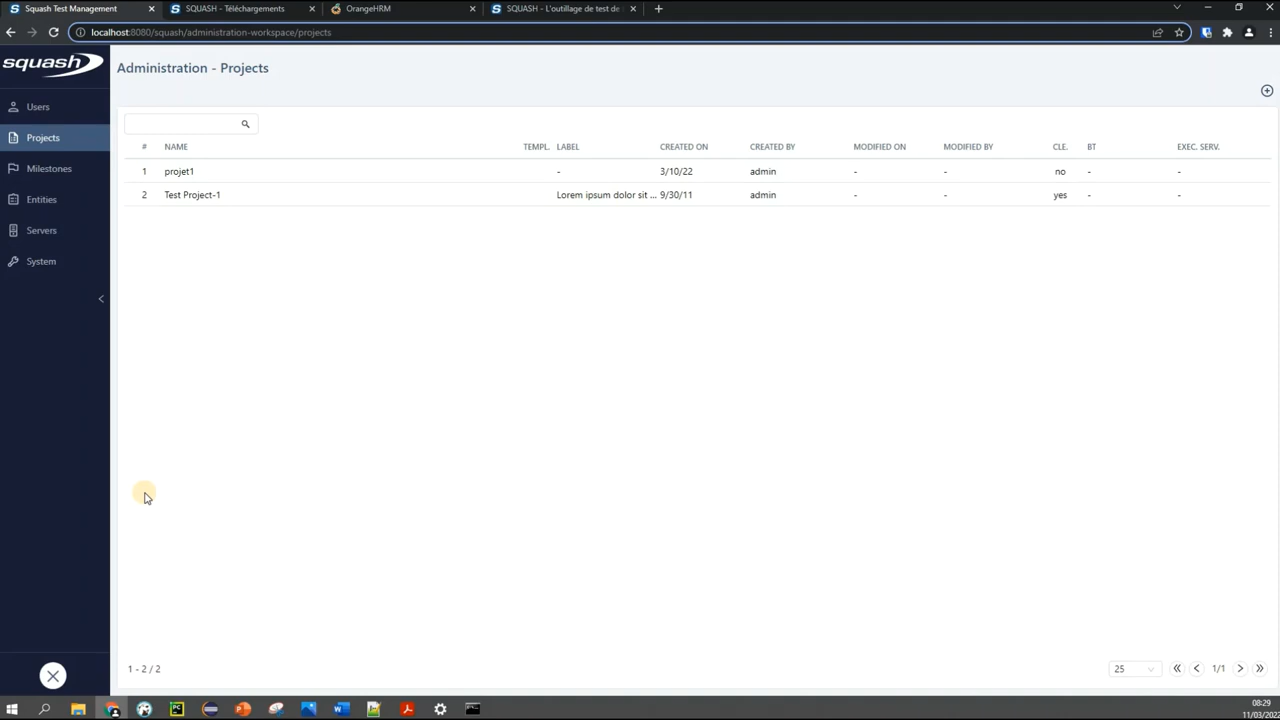 Squash Test Management
SQUASH - Téléchargements
OrangeHRM
SQUASH - L'outillage de test de
localhost:8080/squash/administration-workspace/projects
squash
Administration - Projects
Users
Projects
Milestones
Entities
Servers
System
# NAME TEMPL. LABEL CREATED ON CREATED BY MODIFIED ON MODIFIED BY CLE. BT EXEC. SERV.
1 projet1 - 3/10/22 admin - - no - -
2 Test Project-1 Lorem ipsum dolor sit ... 9/30/11 admin - - yes - -
1 - 2 / 2
25
1/1
08:29
11/03/2022